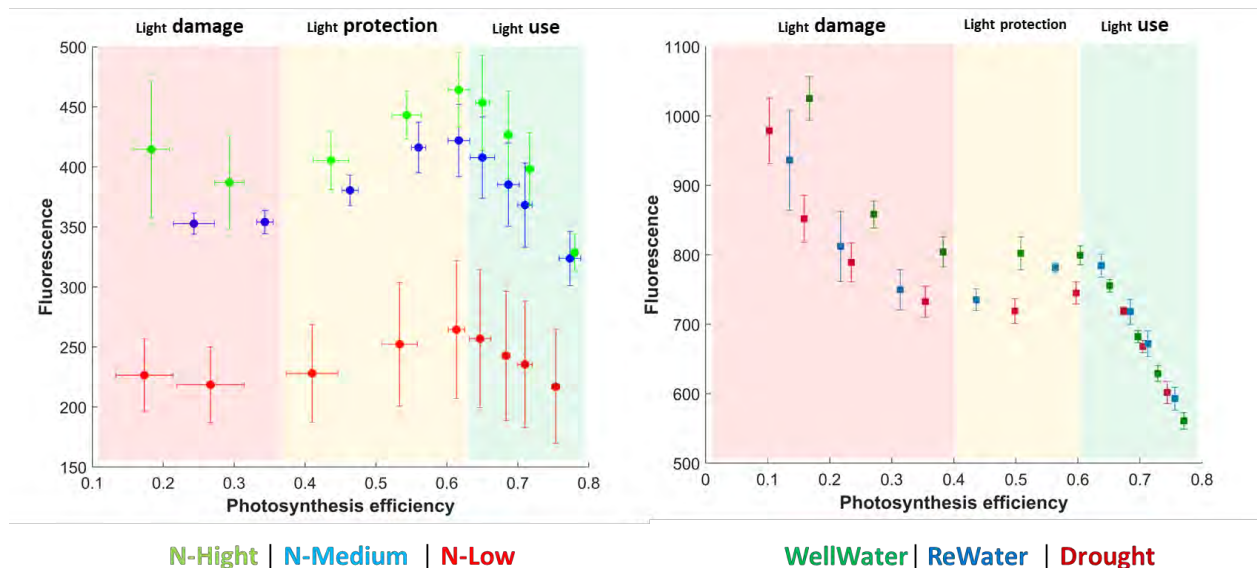 Light damage
Light protection
Light use
500
450
400
350
300
250
200
150
Fluorescence
0.1
0.2
0.3
0.4
0.5
0.6
0.7
0.8
Photosynthesis efficiency
N-Hight | N-Medium | N-Low
Light damage
Light protection
Light use
1100
1000
900
800
700
600
500
Fluorescence
0
0.1
0.2
0.3
0.4
0.5
0.6
0.7
0.8
Photosynthesis efficiency
WellWater | ReWater | Drought